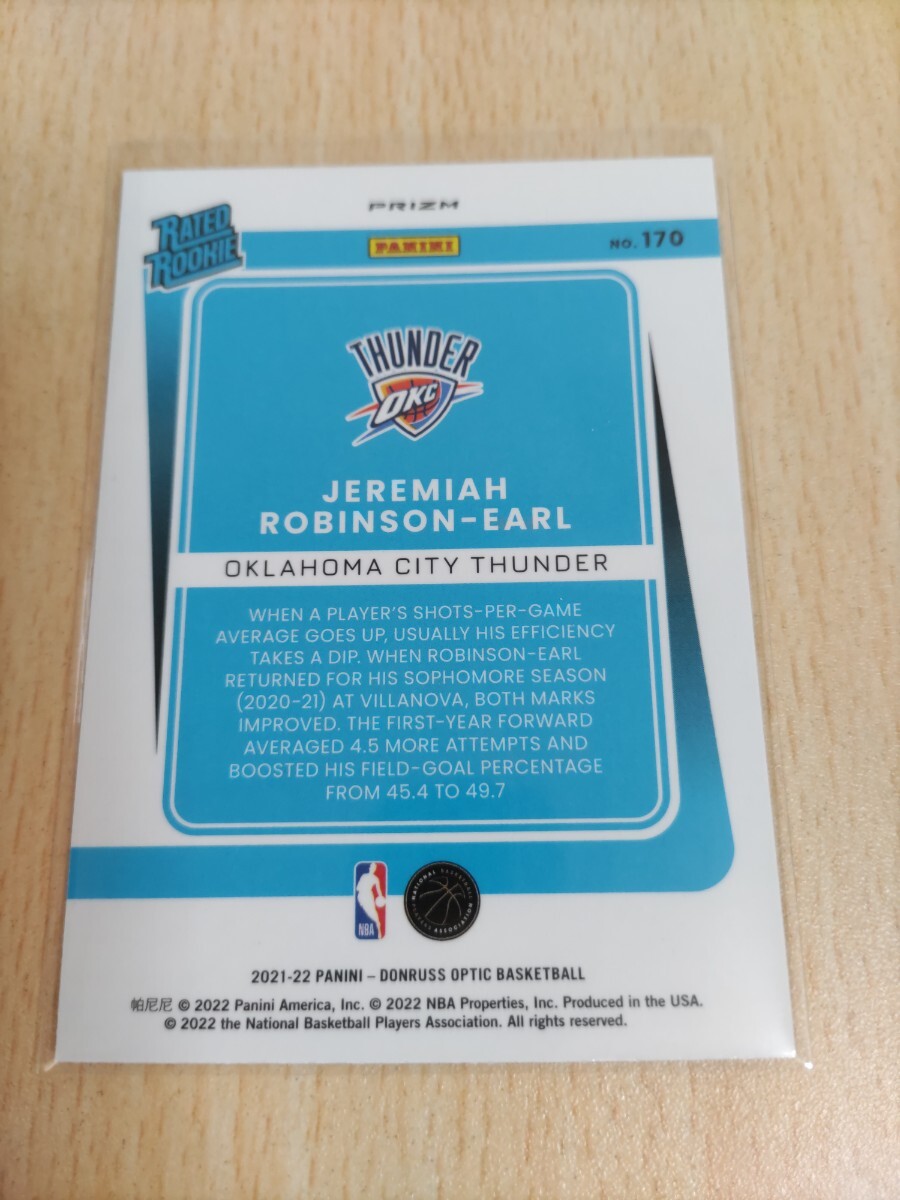 PRIZM
RATED
ROOKIE
PANINI
NO. 170
THUNDER
OKC
JEREMIAH
ROBINSON-EARL
OKLAHOMA CITY THUNDER
WHEN A PLAYER'S SHOTS-PER-GAME
AVERAGE GOES UP, USUALLY HIS EFFICIENCY
TAKES A DIP. WHEN ROBINSON-EARL
RETURNED FOR HIS SOPHOMORE SEASON
(2020-21) AT VILLANOVA, BOTH MARKS
IMPROVED. THE FIRST-YEAR FORWARD
AVERAGED 4.5 MORE ATTEMPTS AND
BOOSTED HIS FIELD-GOAL PERCENTAGE
FROM 45.4 TO 49.7
NBA
NATIONAL BASKETBALL
PLAYERS ASSOCIATION
2021-22 PANINI – DONRUSS OPTIC BASKETBALL
帕尼尼 © 2022 Panini America, Inc. © 2022 NBA Properties, Inc. Produced in the USA.
© 2022 the National Basketball Players Association. All rights reserved.